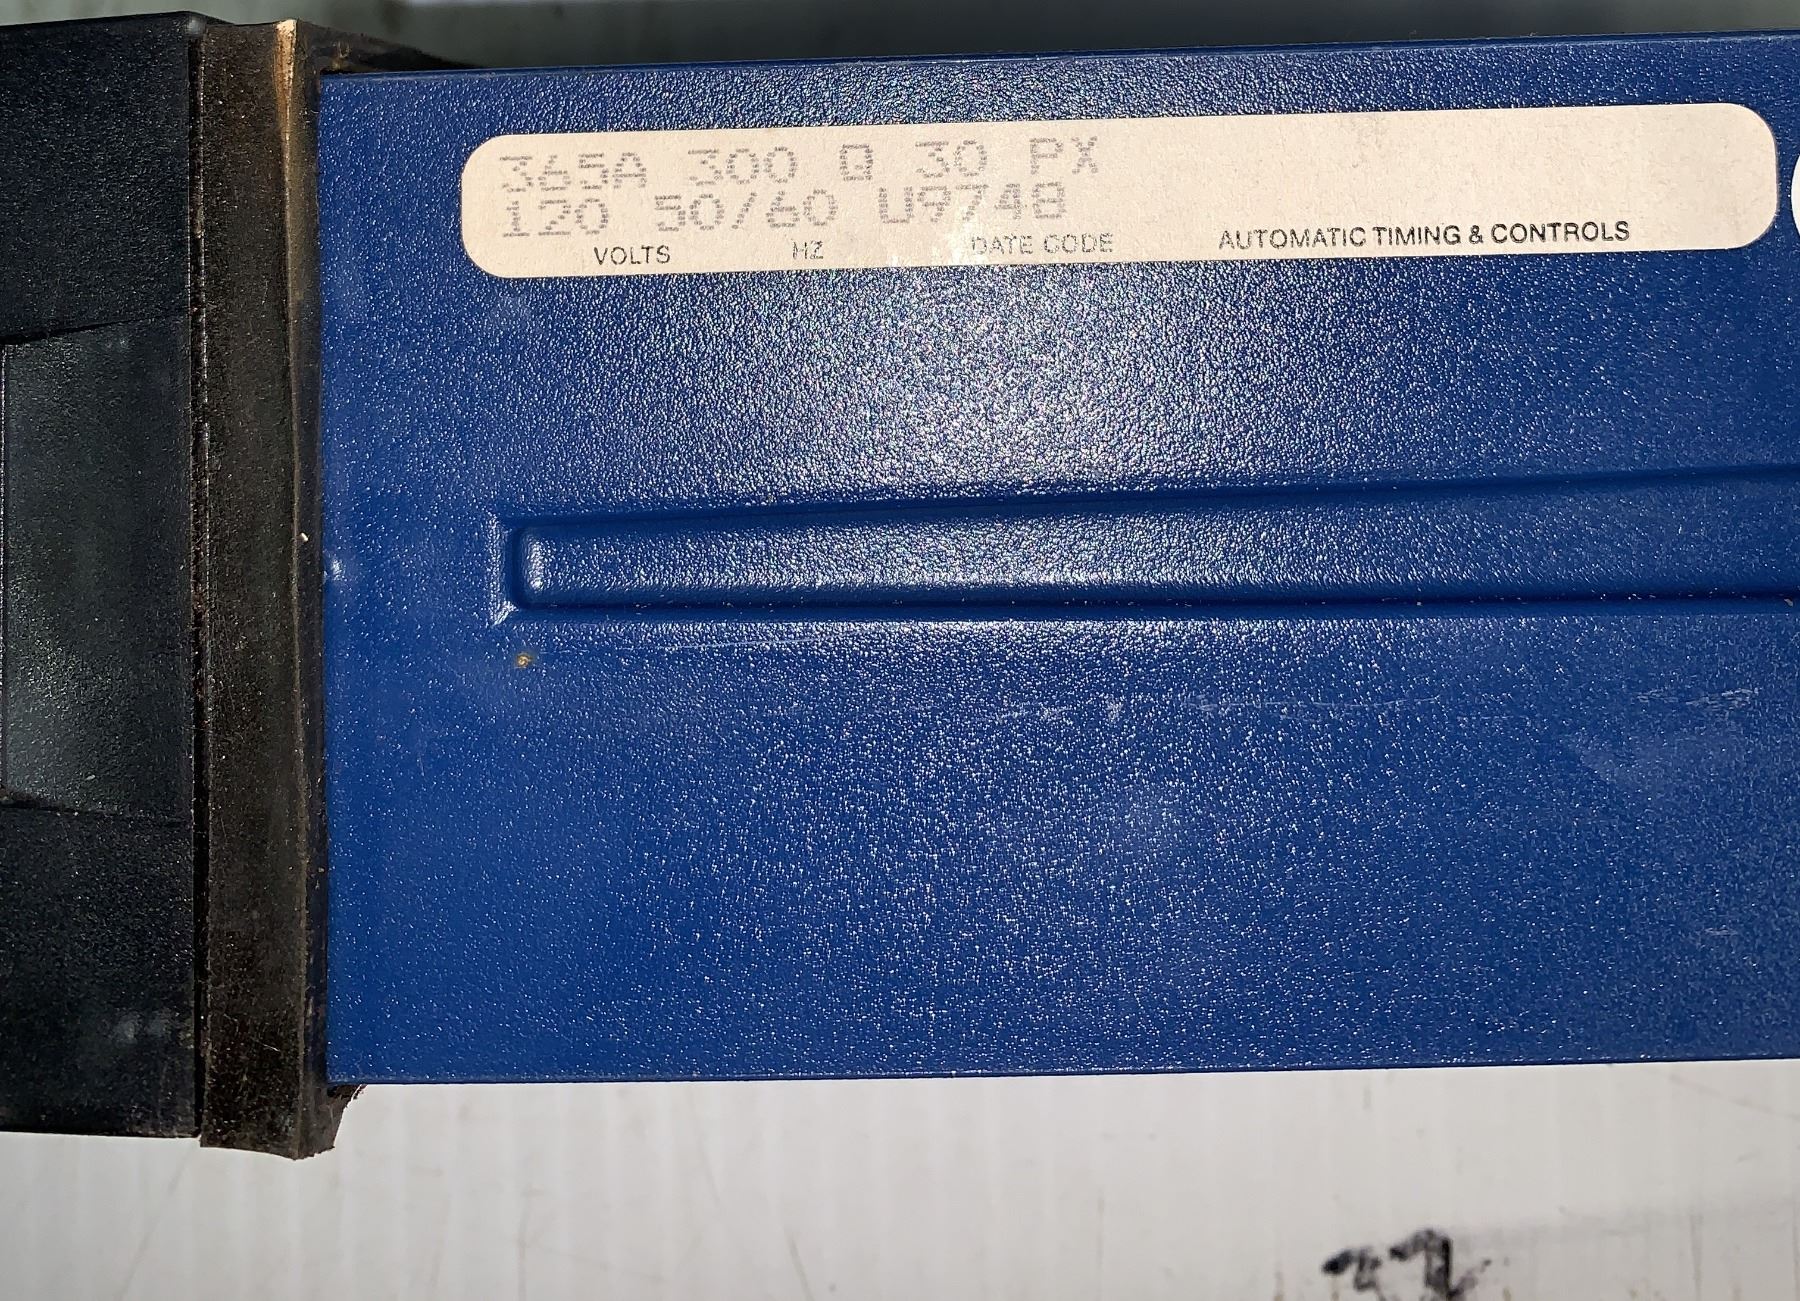 365A 300 Q 30 PX
120 50/60 U9748
VOLTS HZ DATE CODE AUTOMATIC TIMING & CONTROLS